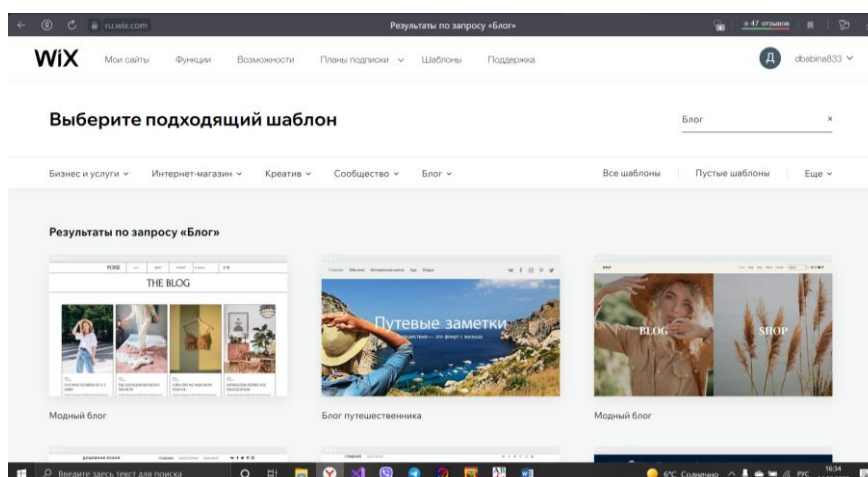 ru.wix.com Результаты по запросу «Блог» 47 отзывов
WiX Мои сайты Функции Возможности Планы подписки Шаблоны Поддержка Д dbabina833
Выберите подходящий шаблон Блог ×
Бизнес и услуги Интернет-магазин Креатив Сообщество Блог Все шаблоны Пустые шаблоны Еще
Результаты по запросу «Блог»
THE BLOG
Путевые заметки
BLOG SHOP
Модный блог Блог путешественника Модный блог
Введите здесь текст для поиска 6°C Солнечно РУС 16:34